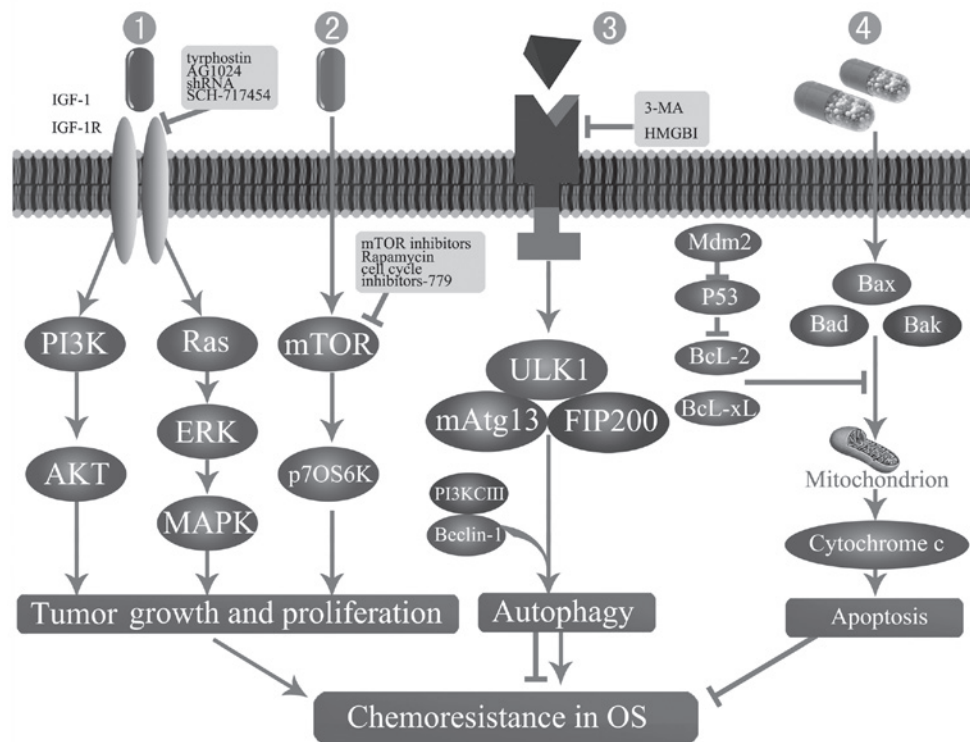 1
2
3
4
tyrphostin
AG1024
shRNA
SCH-717454
IGF-1
IGF-1R
3-MA
HMGBI
mTOR inhibitors
Rapamycin
cell cycle
inhibitors-779
Mdm2
P53
BcL-2
BcL-xL
Bax
Bad
Bak
PI3K
Ras
mTOR
ULK1
mAtg13
FIP200
ERK
AKT
p7OS6K
MAPK
PI3KCIII
Beclin-1
Mitochondrion
Cytochrome c
Tumor growth and proliferation
Autophagy
Apoptosis
Chemoresistance in OS